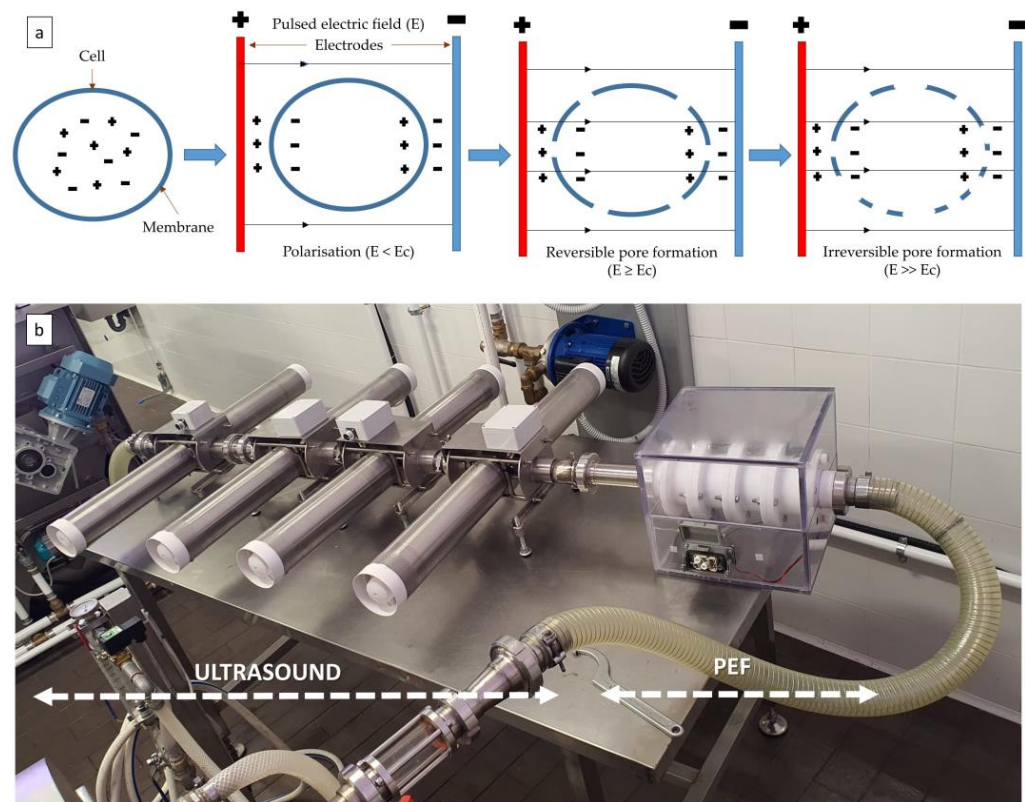 a
+ Pulsed electric field (E) -
Electrodes
Cell
Membrane
Polarisation (E < Ec)
+ -
Reversible pore formation
(E ≥ Ec)
+ -
Irreversible pore formation
(E >> Ec)
b
ULTRASOUND
PEF